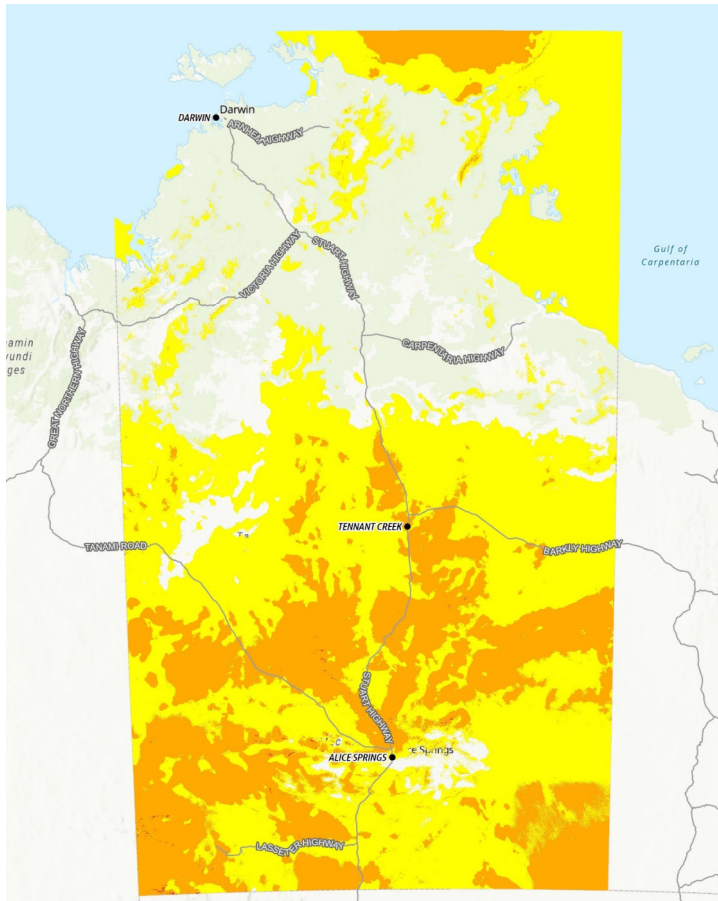 DARWIN
Darwin
ARNHEM HIGHWAY
VICTORIA HIGHWAY
STUART HIGHWAY
Gulf of
Carpentaria
CARPENTARIA HIGHWAY
GREAT NORTHERN HIGHWAY
TENNANT CREEK
TANAMI ROAD
BARKLY HIGHWAY
STUART HIGHWAY
ALICE SPRINGS
Springs
LASSETER HIGHWAY